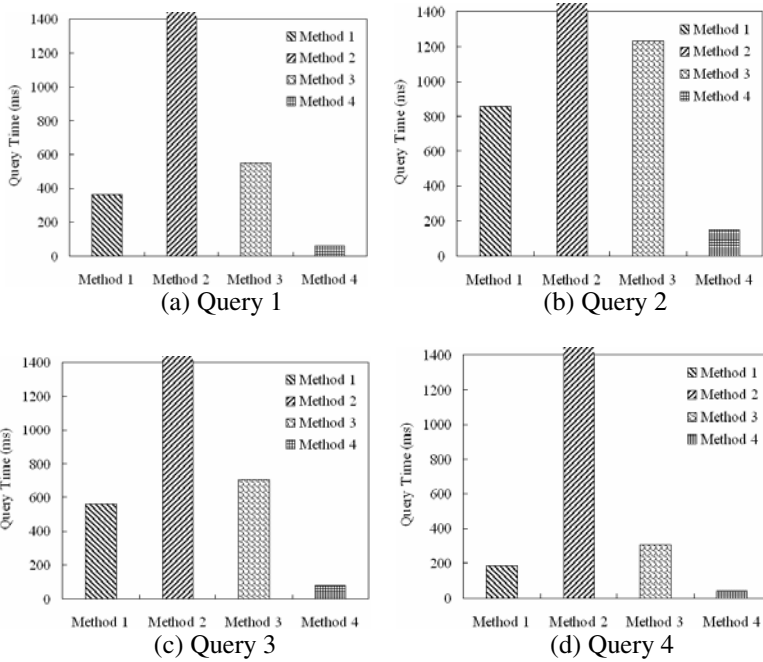 1400
1200
1000
800
600
400
200
0
Query Time (ms)
Method 1
Method 2
Method 3
Method 4
Method 1 Method 2 Method 3 Method 4
(a) Query 1
1400
1200
1000
800
600
400
200
0
Query Time (ms)
Method 1
Method 2
Method 3
Method 4
Method 1 Method 2 Method 3 Method 4
(b) Query 2
1400
1200
1000
800
600
400
200
0
Query Time (ms)
Method 1
Method 2
Method 3
Method 4
Method 1 Method 2 Method 3 Method 4
(c) Query 3
1400
1200
1000
800
600
400
200
0
Query Time (ms)
Method 1
Method 2
Method 3
Method 4
Method 1 Method 2 Method 3 Method 4
(d) Query 4